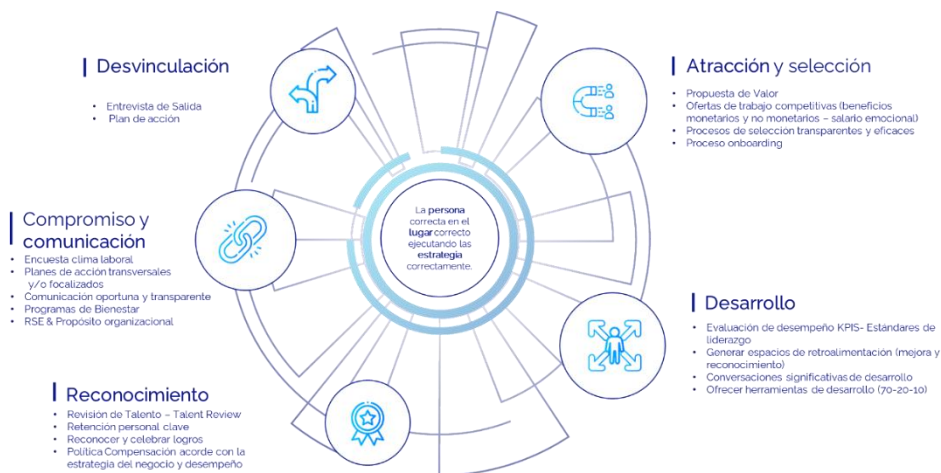 Desvinculación
• Entrevista de Salida
• Plan de acción
Atracción y selección
• Propuesta de Valor
• Ofertas de trabajo competitivas (beneficios
monetarios y no monetarios – salario emocional)
• Procesos de selección transparentes y eficaces
• Proceso onboarding
La persona
correcta en el
lugar correcto
ejecutando las
estrategia
correctamente.
Compromiso y
comunicación
• Encuesta clima laboral
• Planes de acción transversales
y/o focalizados
• Comunicación oportuna y transparente
• Programas de Bienestar
• RSE & Propósito organizacional
Desarrollo
• Evaluación de desempeño KPIS- Estándares de
liderazgo
• Generar espacios de retroalimentación (mejora y
reconocimiento)
• Conversaciones significativas de desarrollo
• Ofrecer herramientas de desarrollo (70-20-10)
Reconocimiento
• Revisión de Talento – Talent Review
• Retención personal clave
• Reconocer y celebrar logros
• Política Compensación acorde con la
estrategia del negocio y desempeño